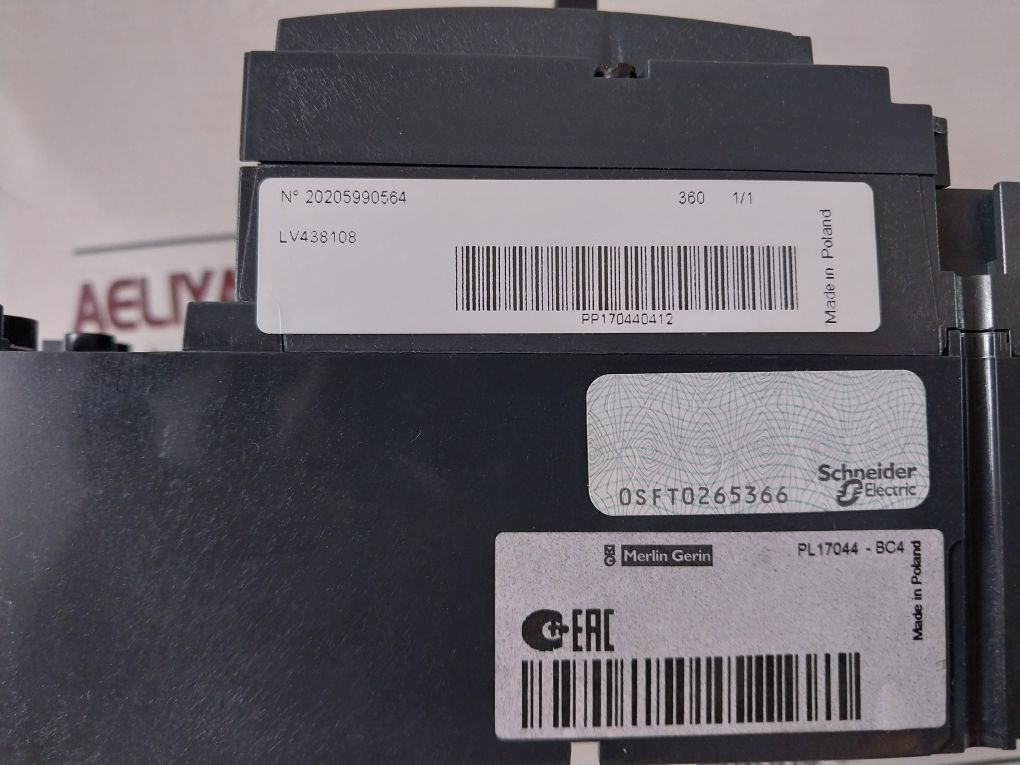 N° 20205990564 360 1/1
LV438108
PP170440412
Made in Poland
AELIYA
0SFT0265366
Schneider
Electric
Merlin Gerin
PL17044 - BC4
Made in Poland
EAC